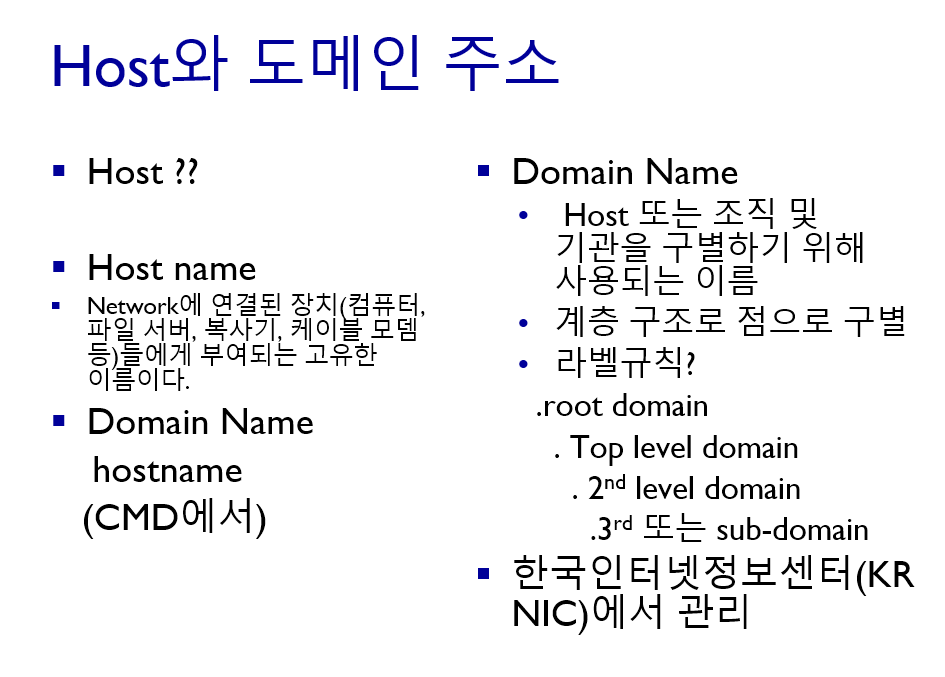 Host와 도메인 주소
Host ??
Host name
Network에 연결된 장치(컴퓨터,
파일 서버, 복사기, 케이블 모뎀
등)들에게 부여되는 고유한
이름이다.
Domain Name
hostname
(CMD에서)
Domain Name
Host 또는 조직 및
기관을 구별하기 위해
사용되는 이름
계층 구조로 점으로 구별
라벨규칙?
.root domain
. Top level domain
. 2nd level domain
.3rd 또는 sub-domain
한국인터넷정보센터(KR
NIC)에서 관리